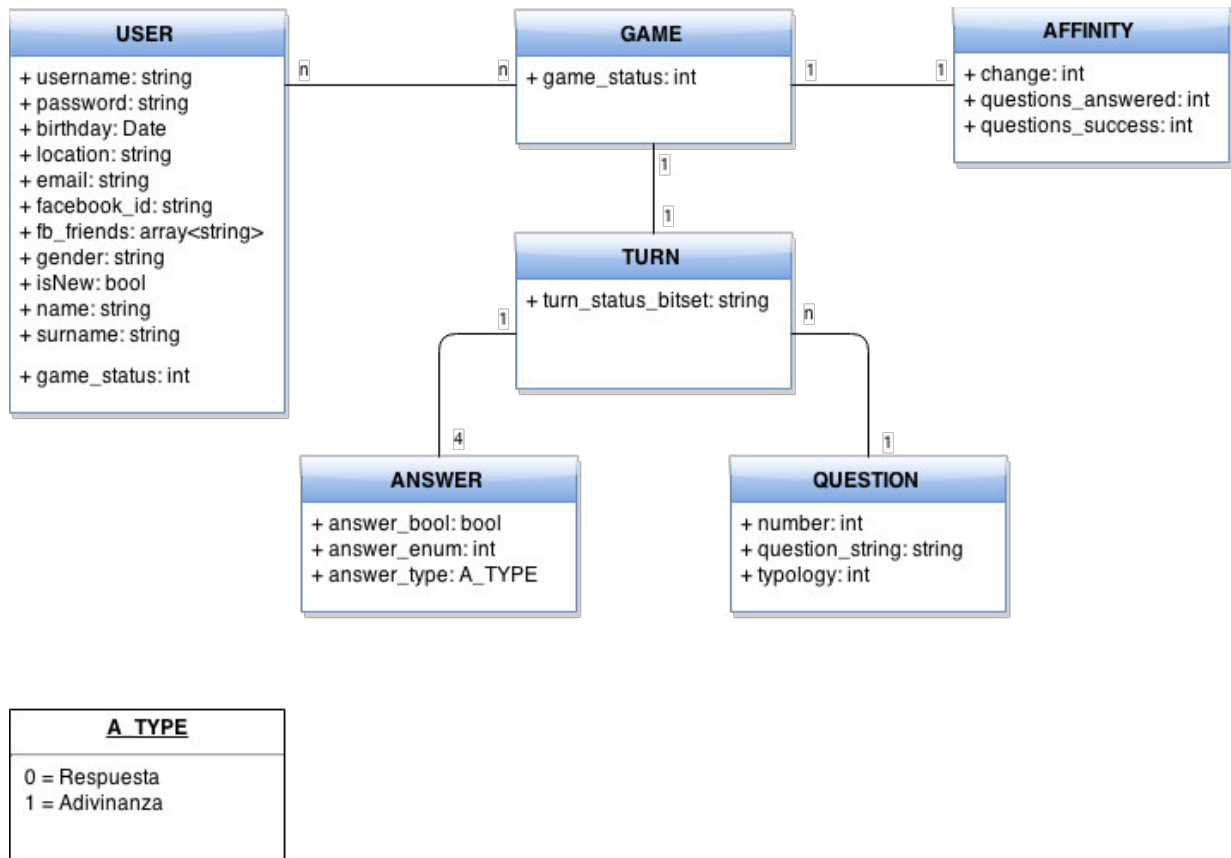 USER
+ username: string
+ password: string
+ birthday: Date
+ location: string
+ email: string
+ facebook_id: string
+ fb_friends: array<string>
+ gender: string
+ isNew: bool
+ name: string
+ surname: string
+ game_status: int
n
n
GAME
+ game_status: int
1
1
AFFINITY
+ change: int
+ questions_answered: int
+ questions_success: int
1
1
TURN
+ turn_status_bitset: string
1
n
4
1
ANSWER
+ answer_bool: bool
+ answer_enum: int
+ answer_type: A_TYPE
QUESTION
+ number: int
+ question_string: string
+ typology: int
A_TYPE
0 = Respuesta
1 = Adivinanza